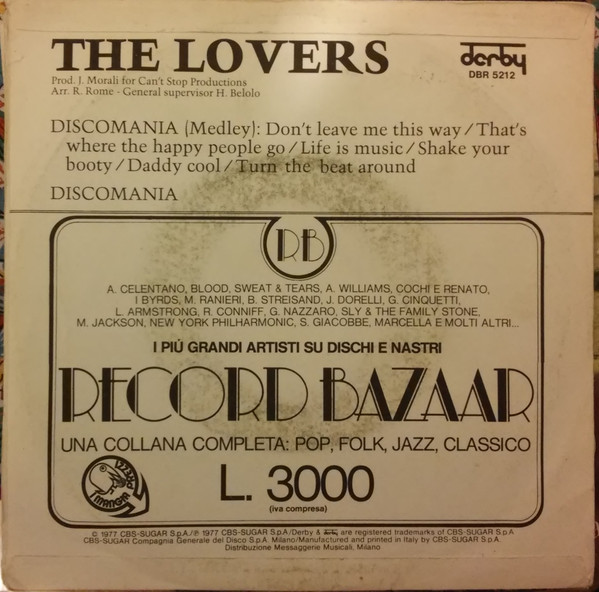 THE LOVERS
derby
DBR 5212
Prod. J. Morali for Can't Stop Productions
Arr. R. Rome - General supervisor H. Belolo
DISCOMANIA (Medley): Don't leave me this way / That's
where the happy people go / Life is music / Shake your
booty / Daddy cool / Turn the beat around
DISCOMANIA
RB
A. CELENTANO, BLOOD, SWEAT & TEARS, A. WILLIAMS, COCHI E RENATO,
I BYRDS, M. RANIERI, B. STREISAND, J. DORELLI, G. CINQUETTI,
L. ARMSTRONG, R. CONNIFF, G. NAZZARO, SLY & THE FAMILY STONE,
M. JACKSON, NEW YORK PHILHARMONIC, S. GIACOBBE, MARCELLA E MOLTI ALTRI...
I PIÙ GRANDI ARTISTI SU DISCHI E NASTRI
RECORD BAZAAR
UNA COLLANA COMPLETA: POP, FOLK, JAZZ, CLASSICO
MANGIA PREZZI
L. 3000
(iva compresa)
© 1977 CBS-SUGAR S.p.A./℗ 1977 CBS-SUGAR S.p.A/Derby & derby are registered trademarks of CBS-SUGAR S.p.A
CBS-SUGAR Compagnia Generale del Disco S.p.A. Milano/Manufactured and printed in Italy by CBS-SUGAR S.p.A.
Distribuzione Messaggerie Musicali, Milano